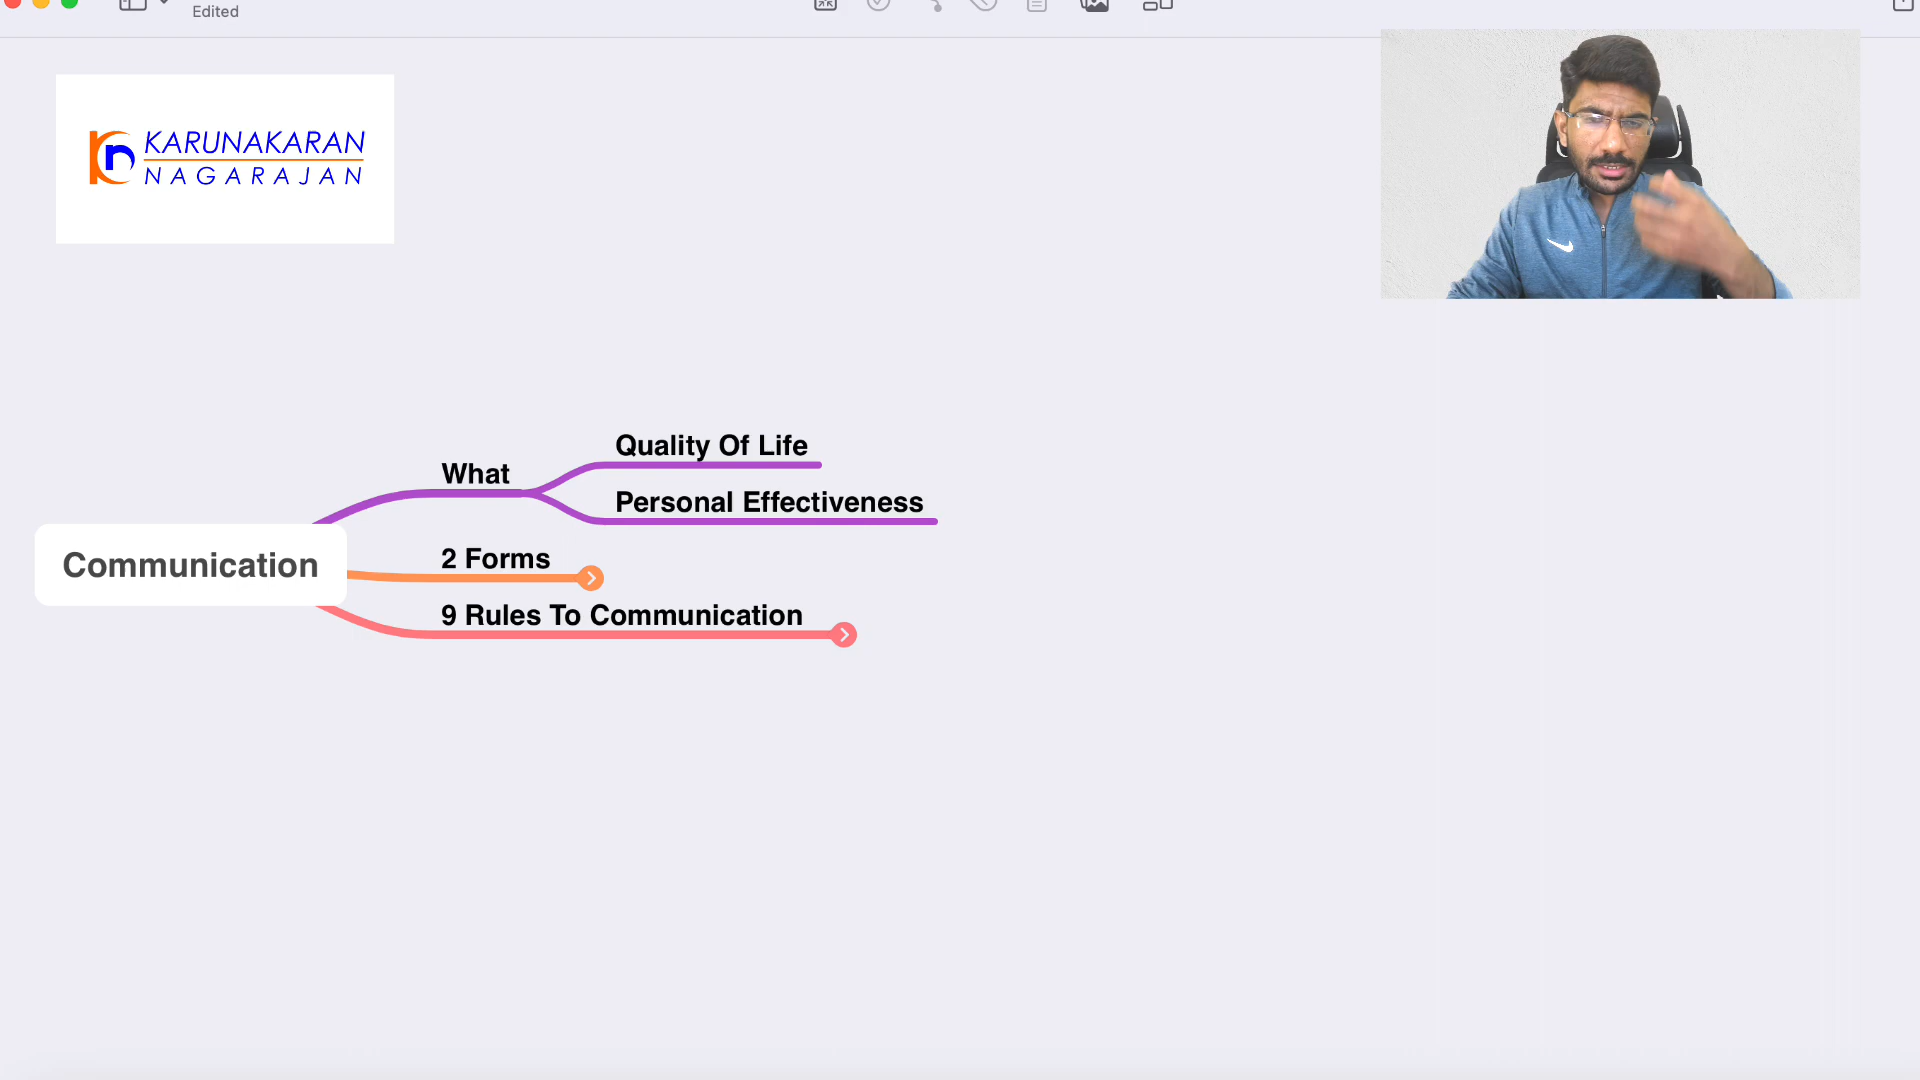 Edited
KARUNAKARAN
NAGARAJAN
Quality Of Life
What
Personal Effectiveness
2 Forms
Communication
9 Rules To Communication